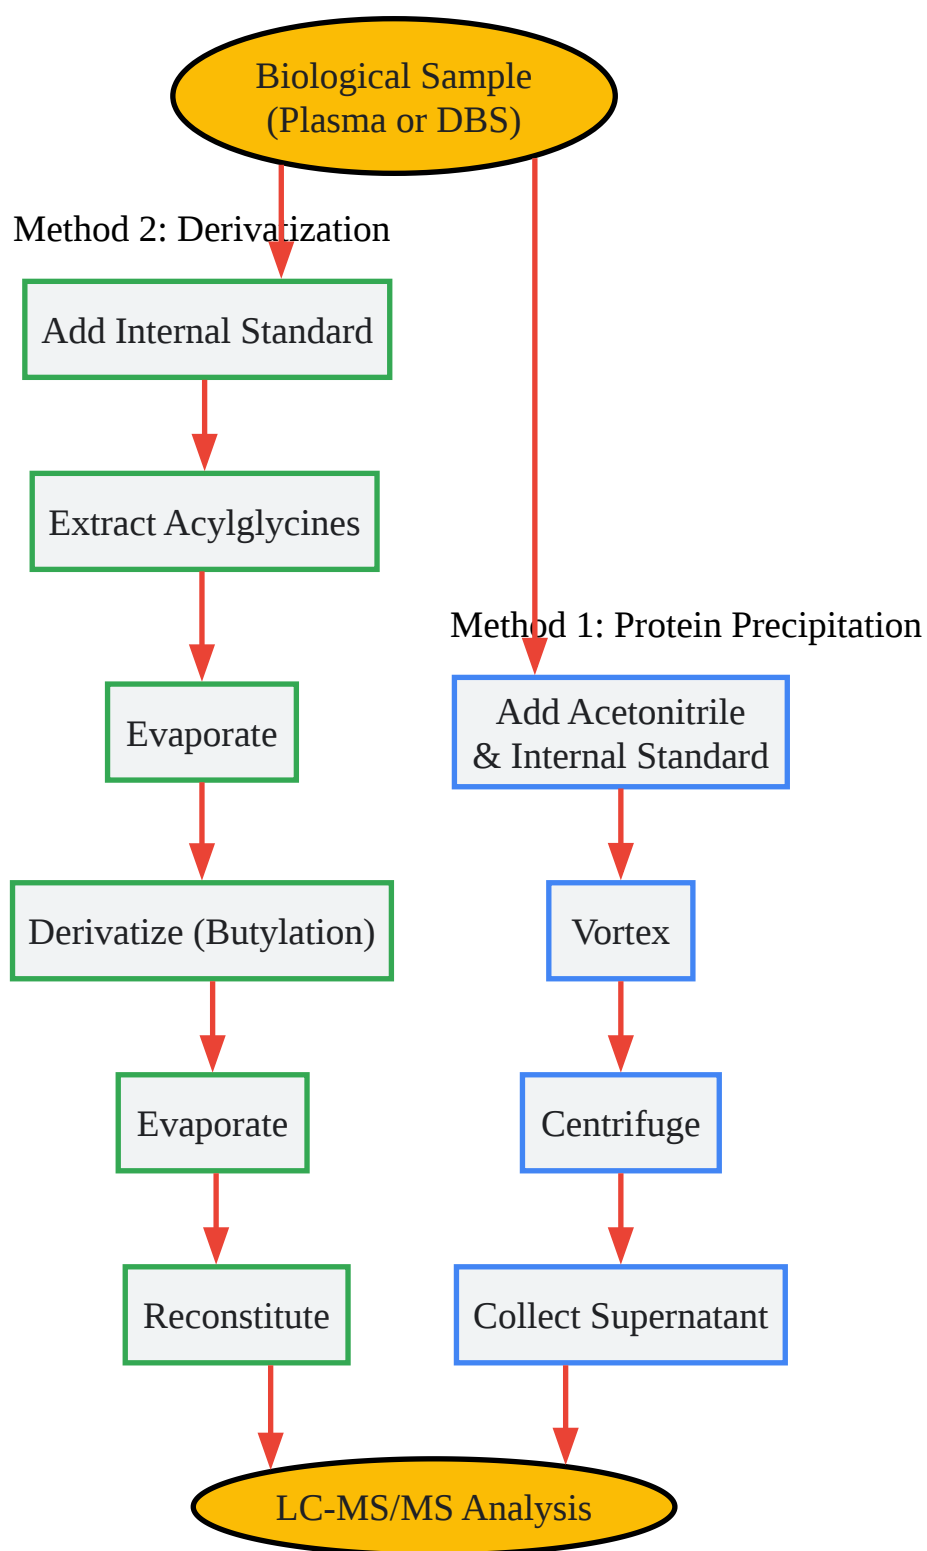 Biological Sample
(Plasma or DBS)
Method 2: Derivatization
Add Internal Standard
Extract Acylglycines
Evaporate
Derivatize (Butylation)
Evaporate
Reconstitute
Method 1: Protein Precipitation
Add Acetonitrile
& Internal Standard
Vortex
Centrifuge
Collect Supernatant
LC-MS/MS Analysis